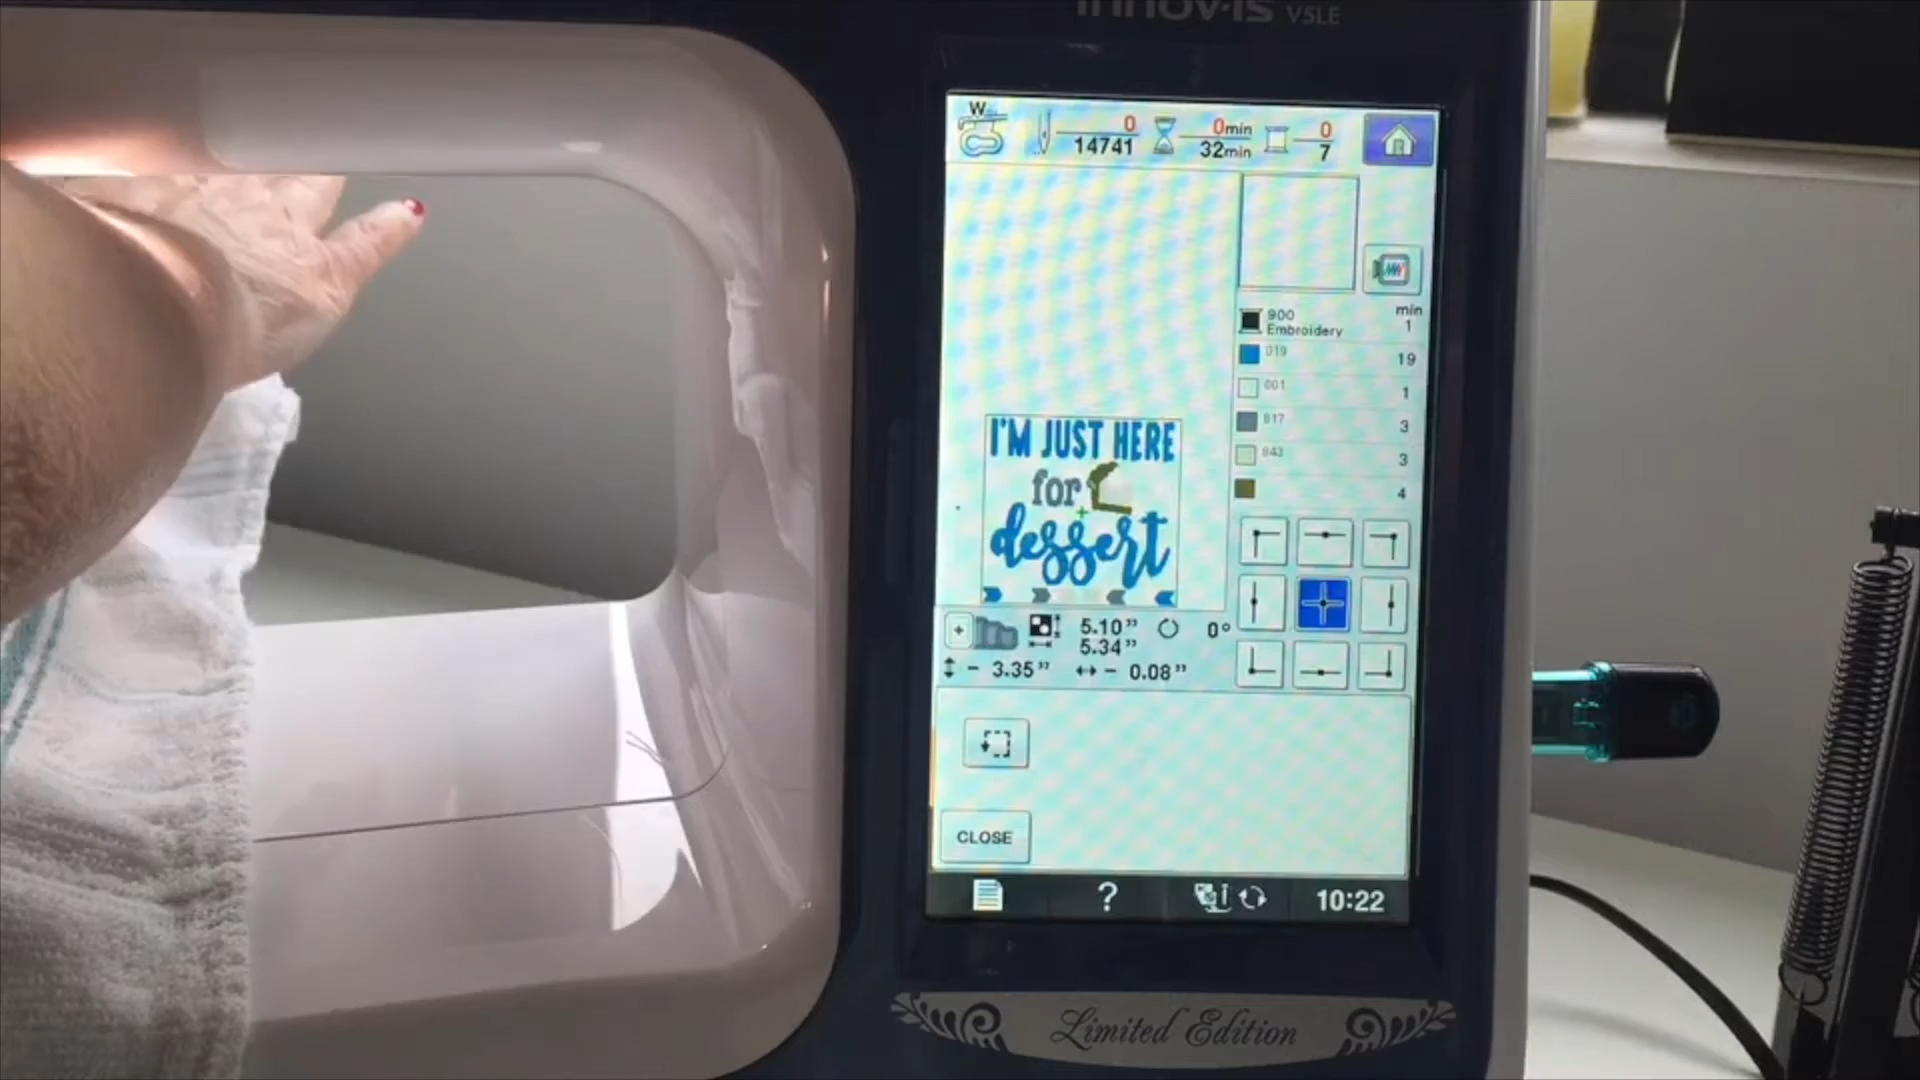 innov-is V5LE
W
0
14741
0min
32min
0
7
900
Embroidery
min
1
019
19
001
1
817
3
843
3
4
I'M JUST HERE
for
dessert
+
5.10"
5.34"
0°
- 3.35"
- 0.08"
CLOSE
?
10:22
Limited Edition